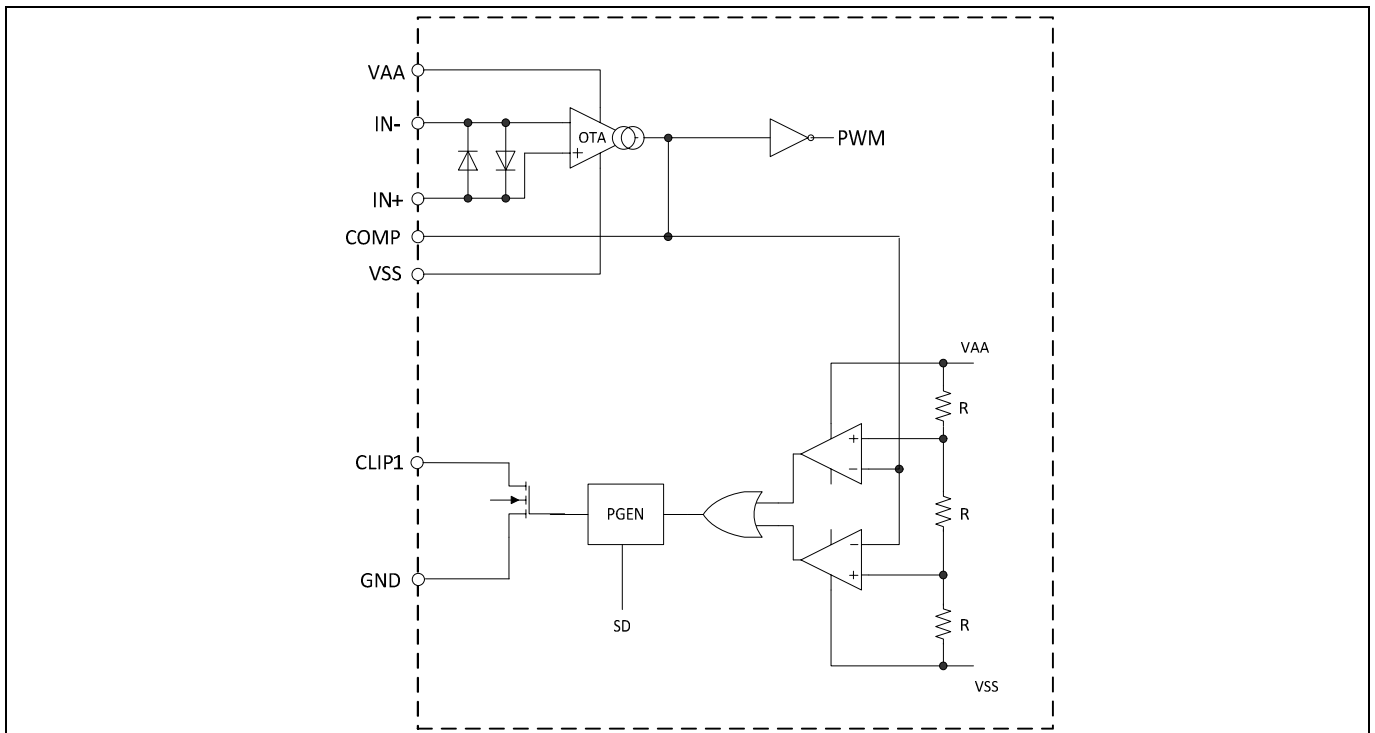 VAA
IN-
OTA
+
-
PWM
IN+
COMP
VSS
VAA
R
+
-
CLIP1
R
PGEN
-
+
GND
R
SD
VSS